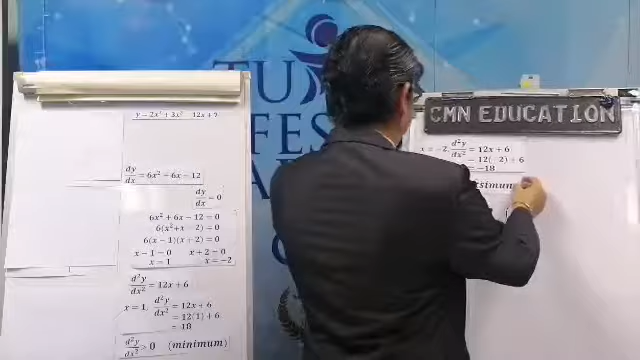 y = 2x³ + 3x² − 12x + 7
dy/dx = 6x² + 6x − 12
dy/dx = 0
6x² + 6x − 12 = 0
6(x² + x − 2) = 0
6(x − 1)(x + 2) = 0
x − 1 = 0 x + 2 = 0
x = 1 x = −2
d²y/dx² = 12x + 6
x = 1, d²y/dx² = 12x + 6
= 12(1) + 6
= 18
d²y/dx² > 0 (minimum)
CMN EDUCATION
x = −2, d²y/dx² = 12x + 6
= 12(−2) + 6
= −18